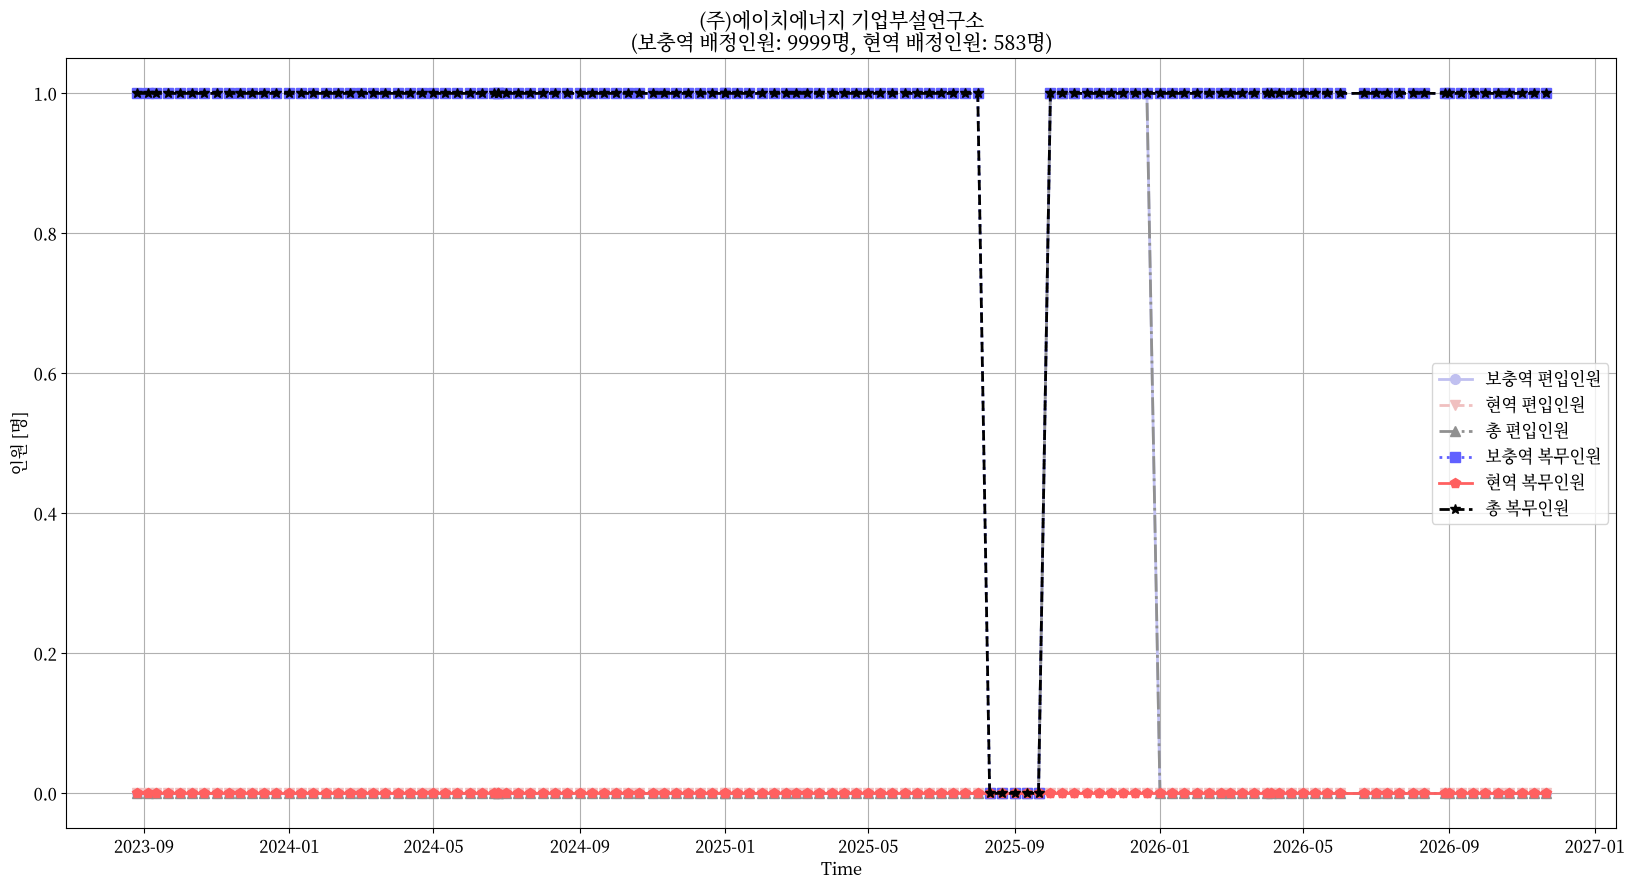 (주)에이치에너지 기업부설연구소
(보충역 배정인원: 9999명, 현역 배정인원: 583명)
인원 [명]
1.0
0.8
0.6
0.4
0.2
0.0
보충역 편입인원
현역 편입인원
총 편입인원
보충역 복무인원
현역 복무인원
총 복무인원
2023-09 2024-01 2024-05 2024-09 2025-01 2025-05 2025-09 2026-01 2026-05 2026-09 2027-01
Time